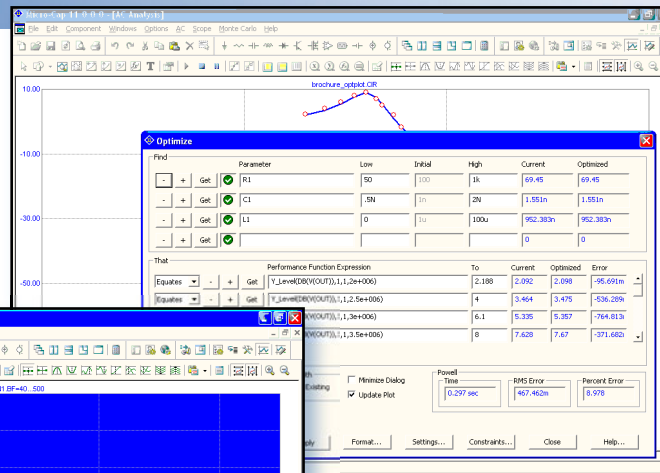 Micro-Cap 11.0.0.0 - [AC Analysis]
File Edit Component Windows Options AC Scope Monte Carlo Help
brochure_optplot.CIR
10.00
-10.00
-30.00
-50.00
Optimize
Find
Parameter Low Initial High Current Optimized
- + Get R1 50 100 1k 69.45 69.45
- + Get C1 .5N 1n 2N 1.551n 1.551n
- + Get L1 0 1u 100u 952.383n 952.383n
- + Get 0 0
That
Performance Function Expression To Current Optimized Error
Equates - + Get Y_Level(DB(V(OUT)),1,1,2e+006) 2.188 2.092 2.098 -95.691m
Equates - + Get Y_Level(DB(V(OUT)),1,1,2.5e+006) 4 3.464 3.475 -536.289
(V(OUT)),1,1,3e+006) 6.1 5.335 5.357 -764.813
(V(OUT)),1,1,3.5e+006) 8 7.628 7.67 -371.682
Existing
Minimize Dialog
Update Plot
Powell
Time RMS Error Percent Error
0.297 sec 467.462m 8.978
Format... Settings... Constraints... Close Help...
.BF=40...500